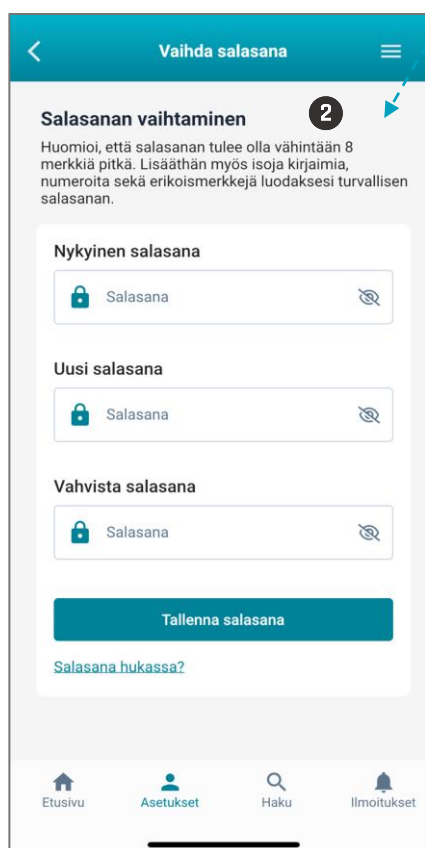 Vaihda salasana
2
Salasanan vaihtaminen
Huomioi, että salasanan tulee olla vähintään 8
merkkiä pitkä. Lisääthän myös isoja kirjaimia,
numeroita sekä erikoismerkkejä luodaksesi turvallisen
salasanan.
Nykyinen salasana
Salasana
Uusi salasana
Salasana
Vahvista salasana
Salasana
Tallenna salasana
Salasana hukassa?
Etusivu Asetukset Haku Ilmoitukset